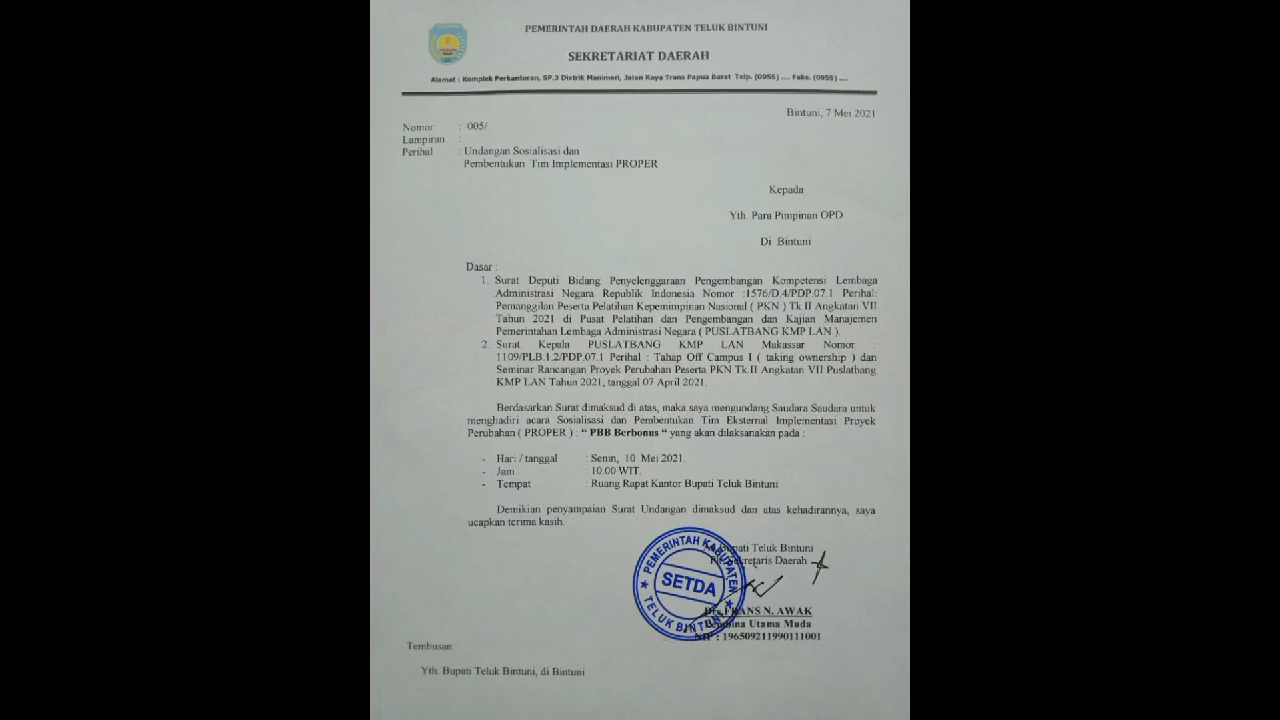 PEMERINTAH DAERAH KABUPATEN TELUK BINTUNI
SEKRETARIAT DAERAH
Alamat : Komplek Perkantoran, SP.3 Distrik Manimeri, Jalan Raya Trans Papua Barat Telp. (0955) .... Faks. (0955) ....
Bintuni, 7 Mei 2021
Nomor : 005/
Lampiran :
Perihal : Undangan Sosialisasi dan
Pembentukan Tim Implementasi PROPER
Kepada
Yth. Para Pimpinan OPD
Di Bintuni
Dasar :
1. Surat Deputi Bidang Penyelenggaraan Pengembangan Kompetensi Lembaga
Administrasi Negara Republik Indonesia Nomor :1576/D.4/PDP.07.1 Perihal:
Pemanggilan Peserta Pelatihan Kepemimpinan Nasional ( PKN ) Tk II Angkatan VII
Tahun 2021 di Pusat Pelatihan dan Pengembangan dan Kajian Manajemen
Pemerintahan Lembaga Administrasi Negara ( PUSLATBANG KMP LAN ).
2. Surat Kepala PUSLATBANG KMP LAN Makassar Nomor :
1109/PLB.1.2/PDP.07.1 Perihal : Tahap Off Campus I ( taking ownership ) dan
Seminar Rancangan Proyek Perubahan Peserta PKN Tk.II Angkatan VII Puslatbang
KMP LAN Tahun 2021, tanggal 07 April 2021.
Berdasarkan Surat dimaksud di atas, maka saya mengundang Saudara Saudara untuk
menghadiri acara Sosialisasi dan Pembentukan Tim Eksternal Implementasi Proyek
Perubahan ( PROPER ) : “ PBB Berbonus “ yang akan dilaksanakan pada :
- Hari / tanggal : Senin, 10 Mei 2021.
- Jam : 10.00 WIT.
- Tempat : Ruang Rapat Kantor Bupati Teluk Bintuni
Demikian penyampaian Surat Undangan dimaksud dan atas kehadirannya, saya
ucapkan terima kasih.
Bupati Teluk Bintuni
Sekretaris Daerah
PEMERINTAH KABUPATEN
SETDA
TELUK BINTUNI
FRANS N. AWAK
Pembina Utama Muda
NIP : 196509211990111001
Tembusan:
Yth. Bupati Teluk Bintuni, di Bintuni